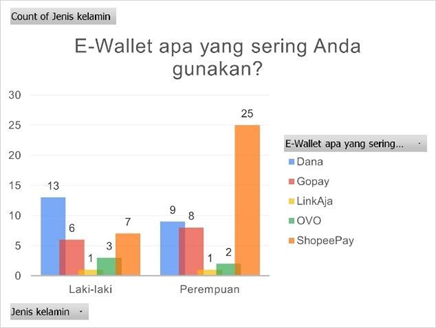 Count of Jenis kelamin
E-Wallet apa yang sering Anda
gunakan?
30
25
20
15
10
5
0
13
6
1
3
7
9
8
1
2
25
Laki-laki
Perempuan
E-Wallet apa yang sering...
Dana
Gopay
LinkAja
OVO
ShopeePay
Jenis kelamin